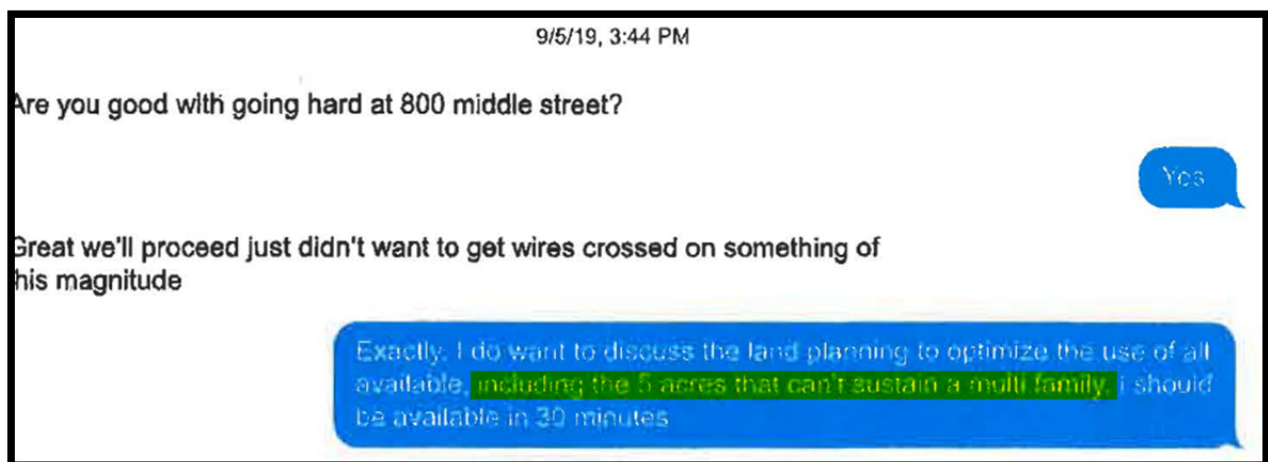 9/5/19, 3:44 PM
Are you good with going hard at 800 middle street?
Yes
Great we'll proceed just didn't want to get wires crossed on something of
his magnitude
Exactly. I do want to discuss the land planning to optimize the use of all
available, including the 5 acres that can't sustain a multi family, i should
be available in 30 minutes